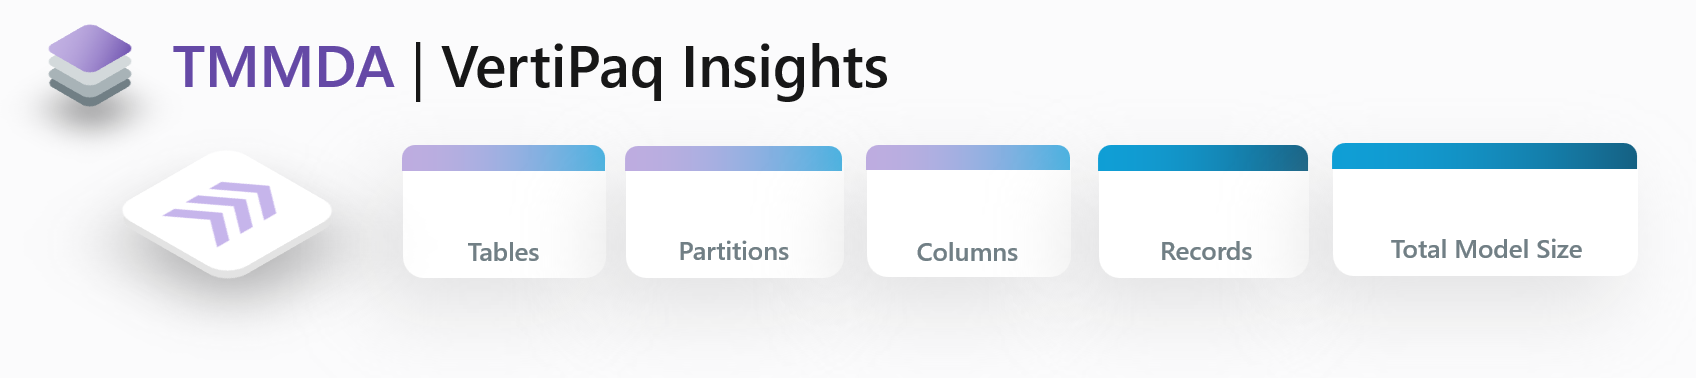 TMMDA | VertiPaq Insights
Tables
Partitions
Columns
Records
Total Model Size